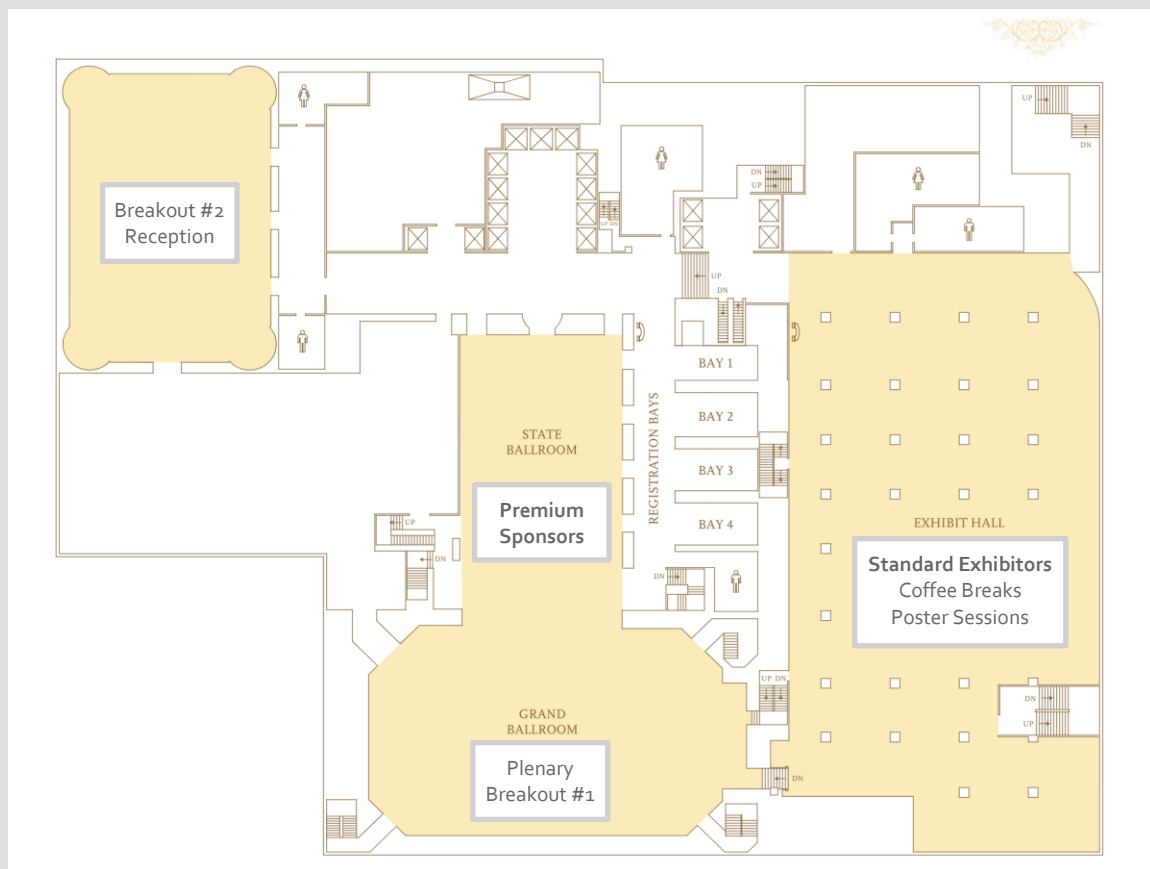 UP
DN
DN
UP
Breakout #2
Reception
UP DN
UP
DN
BAY 1
BAY 2
BAY 3
BAY 4
REGISTRATION BAYS
STATE
BALLROOM
Premium
Sponsors
UP
DN
DN
EXHIBIT HALL
Standard Exhibitors
Coffee Breaks
Poster Sessions
UP DN
DN
UP
GRAND
BALLROOM
Plenary
Breakout #1
DN